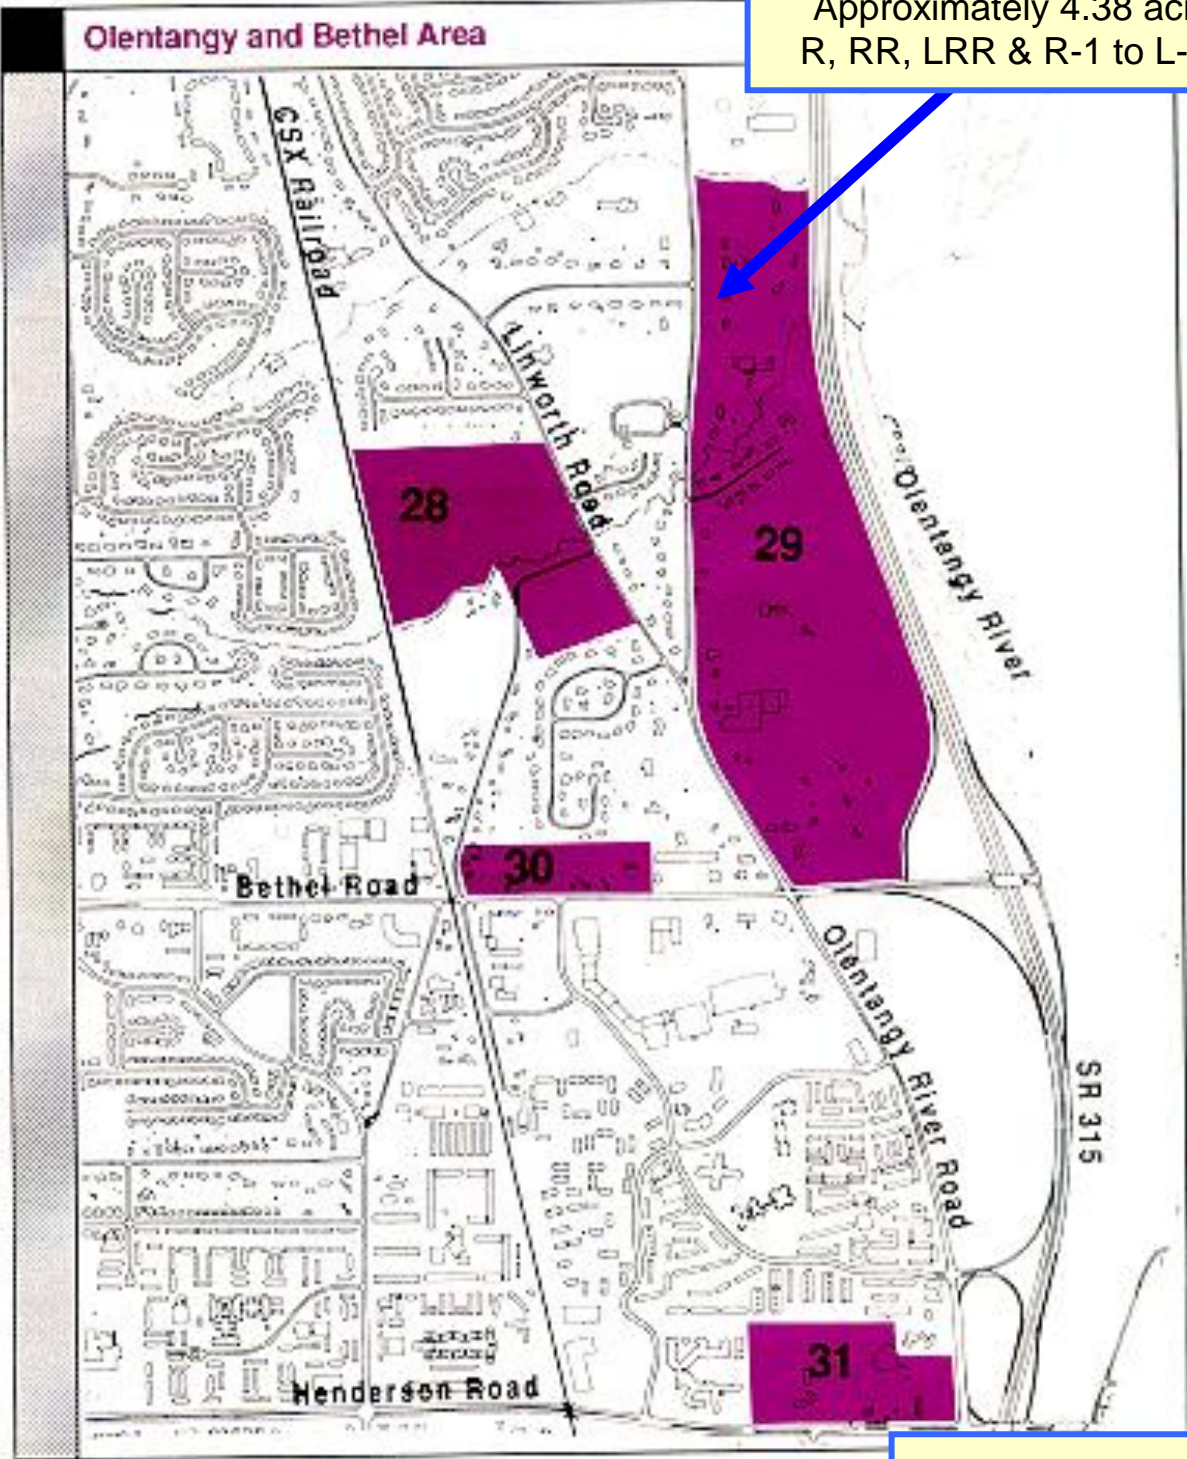 Olentangy and Bethel Area
Approximately 4.38
R, RR, LRR & R-1 to L-
CSX Railroad
Linworth Road
28
29
Olentangy River
30
Bethel Road
Olentangy River Road
SR 315
31
Henderson Road